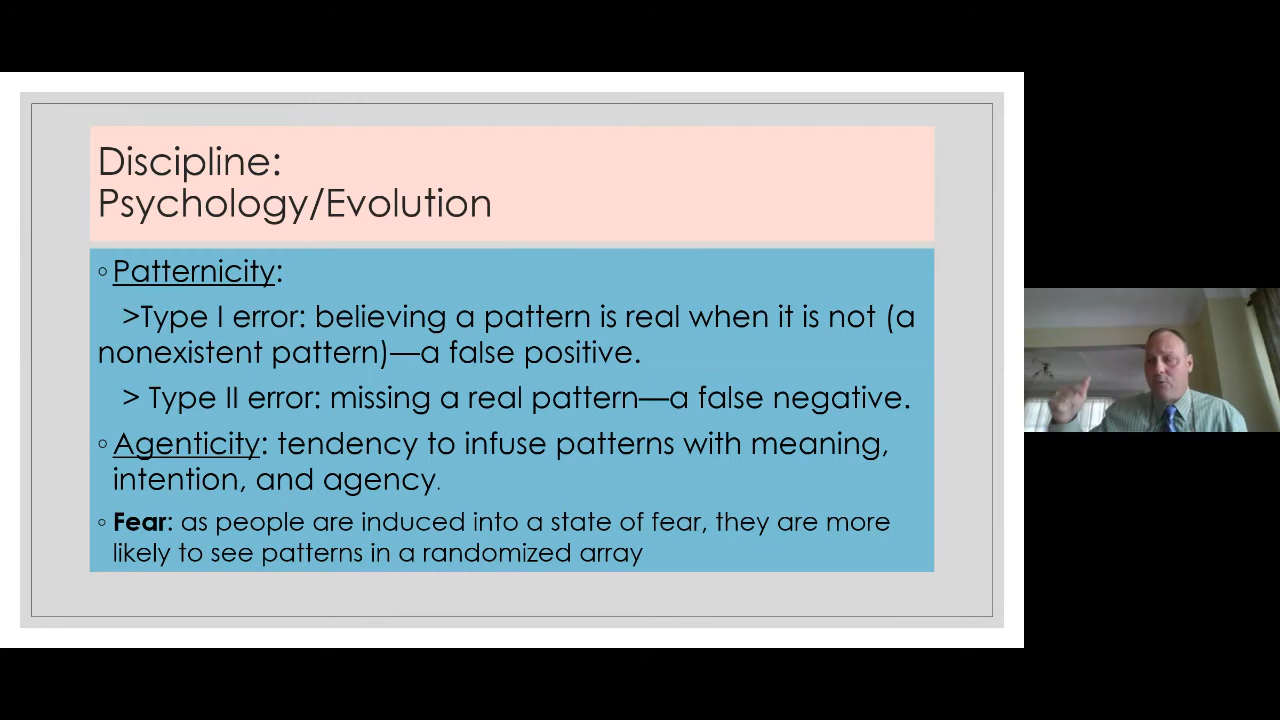 Discipline:
Psychology/Evolution
◦Patternicity:
>Type I error: believing a pattern is real when it is not (a
nonexistent pattern)—a false positive.
> Type II error: missing a real pattern—a false negative.
◦Agenticity: tendency to infuse patterns with meaning,
intention, and agency.
◦ Fear: as people are induced into a state of fear, they are more
likely to see patterns in a randomized array